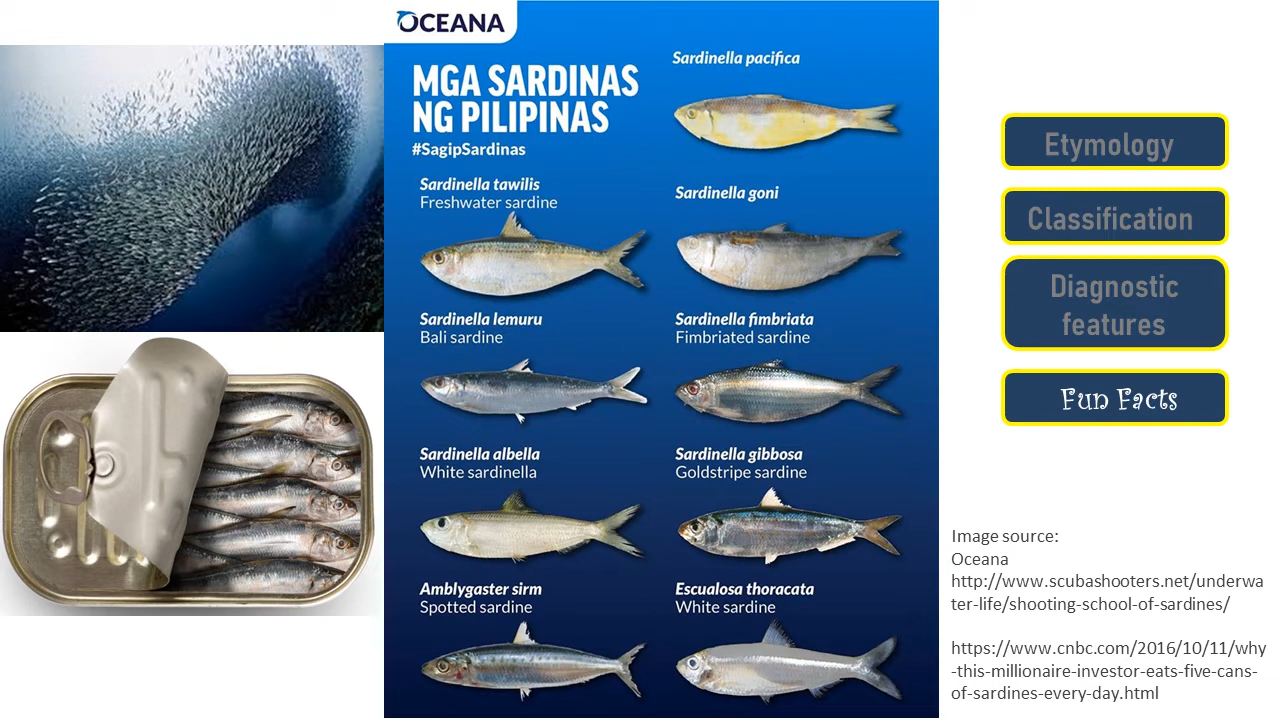 OCEANA
MGA SARDINAS
NG PILIPINAS
#SagipSardinas
Sardinella pacifica
Sardinella tawilis
Freshwater sardine
Sardinella goni
Sardinella lemuru
Bali sardine
Sardinella fimbriata
Fimbriated sardine
Sardinella albella
White sardinella
Sardinella gibbosa
Goldstripe sardine
Amblygaster sirm
Spotted sardine
Escualosa thoracata
White sardine
Etymology
Classification
Diagnostic
features
Fun Facts
Image source:
Oceana
http://www.scubashooters.net/underwa
ter-life/shooting-school-of-sardines/
https://www.cnbc.com/2016/10/11/why
-this-millionaire-investor-eats-five-cans-
of-sardines-every-day.html